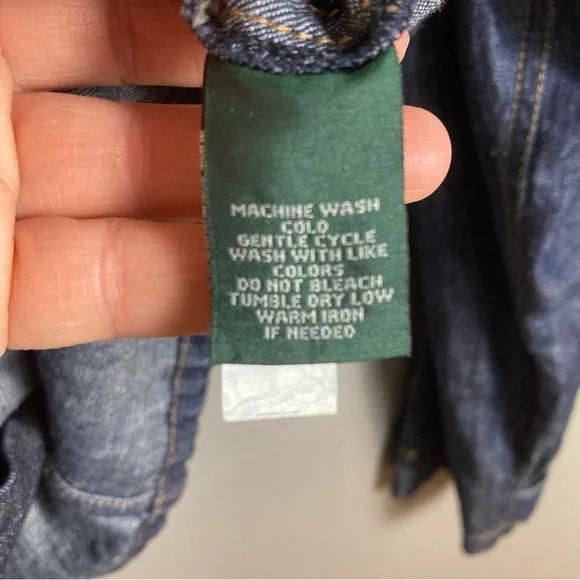 MACHINE WASH
COLD
GENTLE CYCLE
WASH WITH LIKE
COLORS
DO NOT BLEACH
TUMBLE DRY LOW
WARM IRON
IF NEEDED